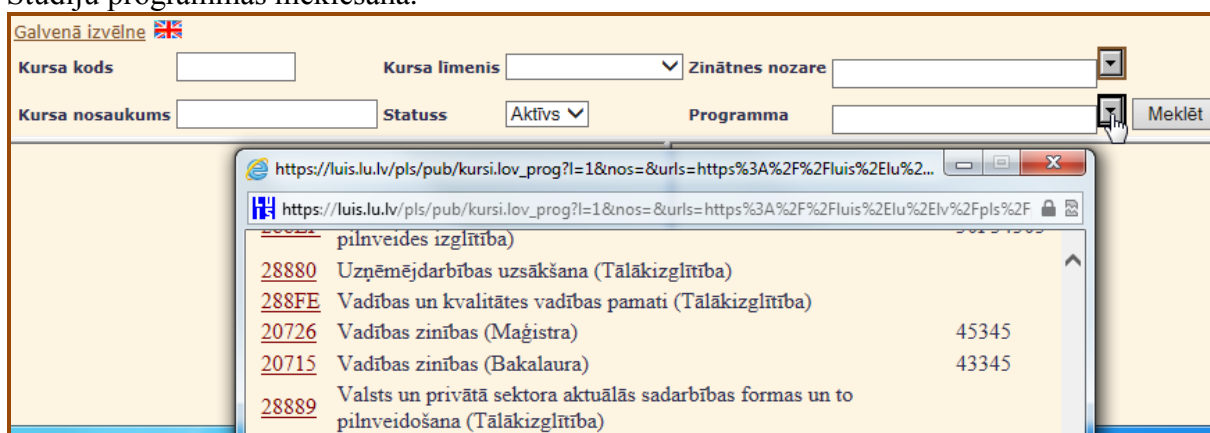 Galvenā izvēlne
Kursa kods Kursa līmenis Zinātnes nozare
Kursa nosaukums Statuss Aktīvs Programma Meklēt
https://luis.lu.lv/pls/pub/kursi.lov_prog?l=1&nos=&urls=https%3A%2F%2Fluis%2Elu%2...
https://luis.lu.lv/pls/pub/kursi.lov_prog?l=1&nos=&urls=https%3A%2F%2Fluis%2Elu%2Elv%2Fpls%2F
pilnveides izglītība)
28880 Uzņēmējdarbības uzsākšana (Tālākizglītība)
288FE Vadības un kvalitātes vadības pamati (Tālākizglītība)
20726 Vadības zinības (Maģistra) 45345
20715 Vadības zinības (Bakalaura) 43345
Valsts un privātā sektora aktuālās sadarbības formas un to
28889
pilnveidošana (Tālākizglītība)